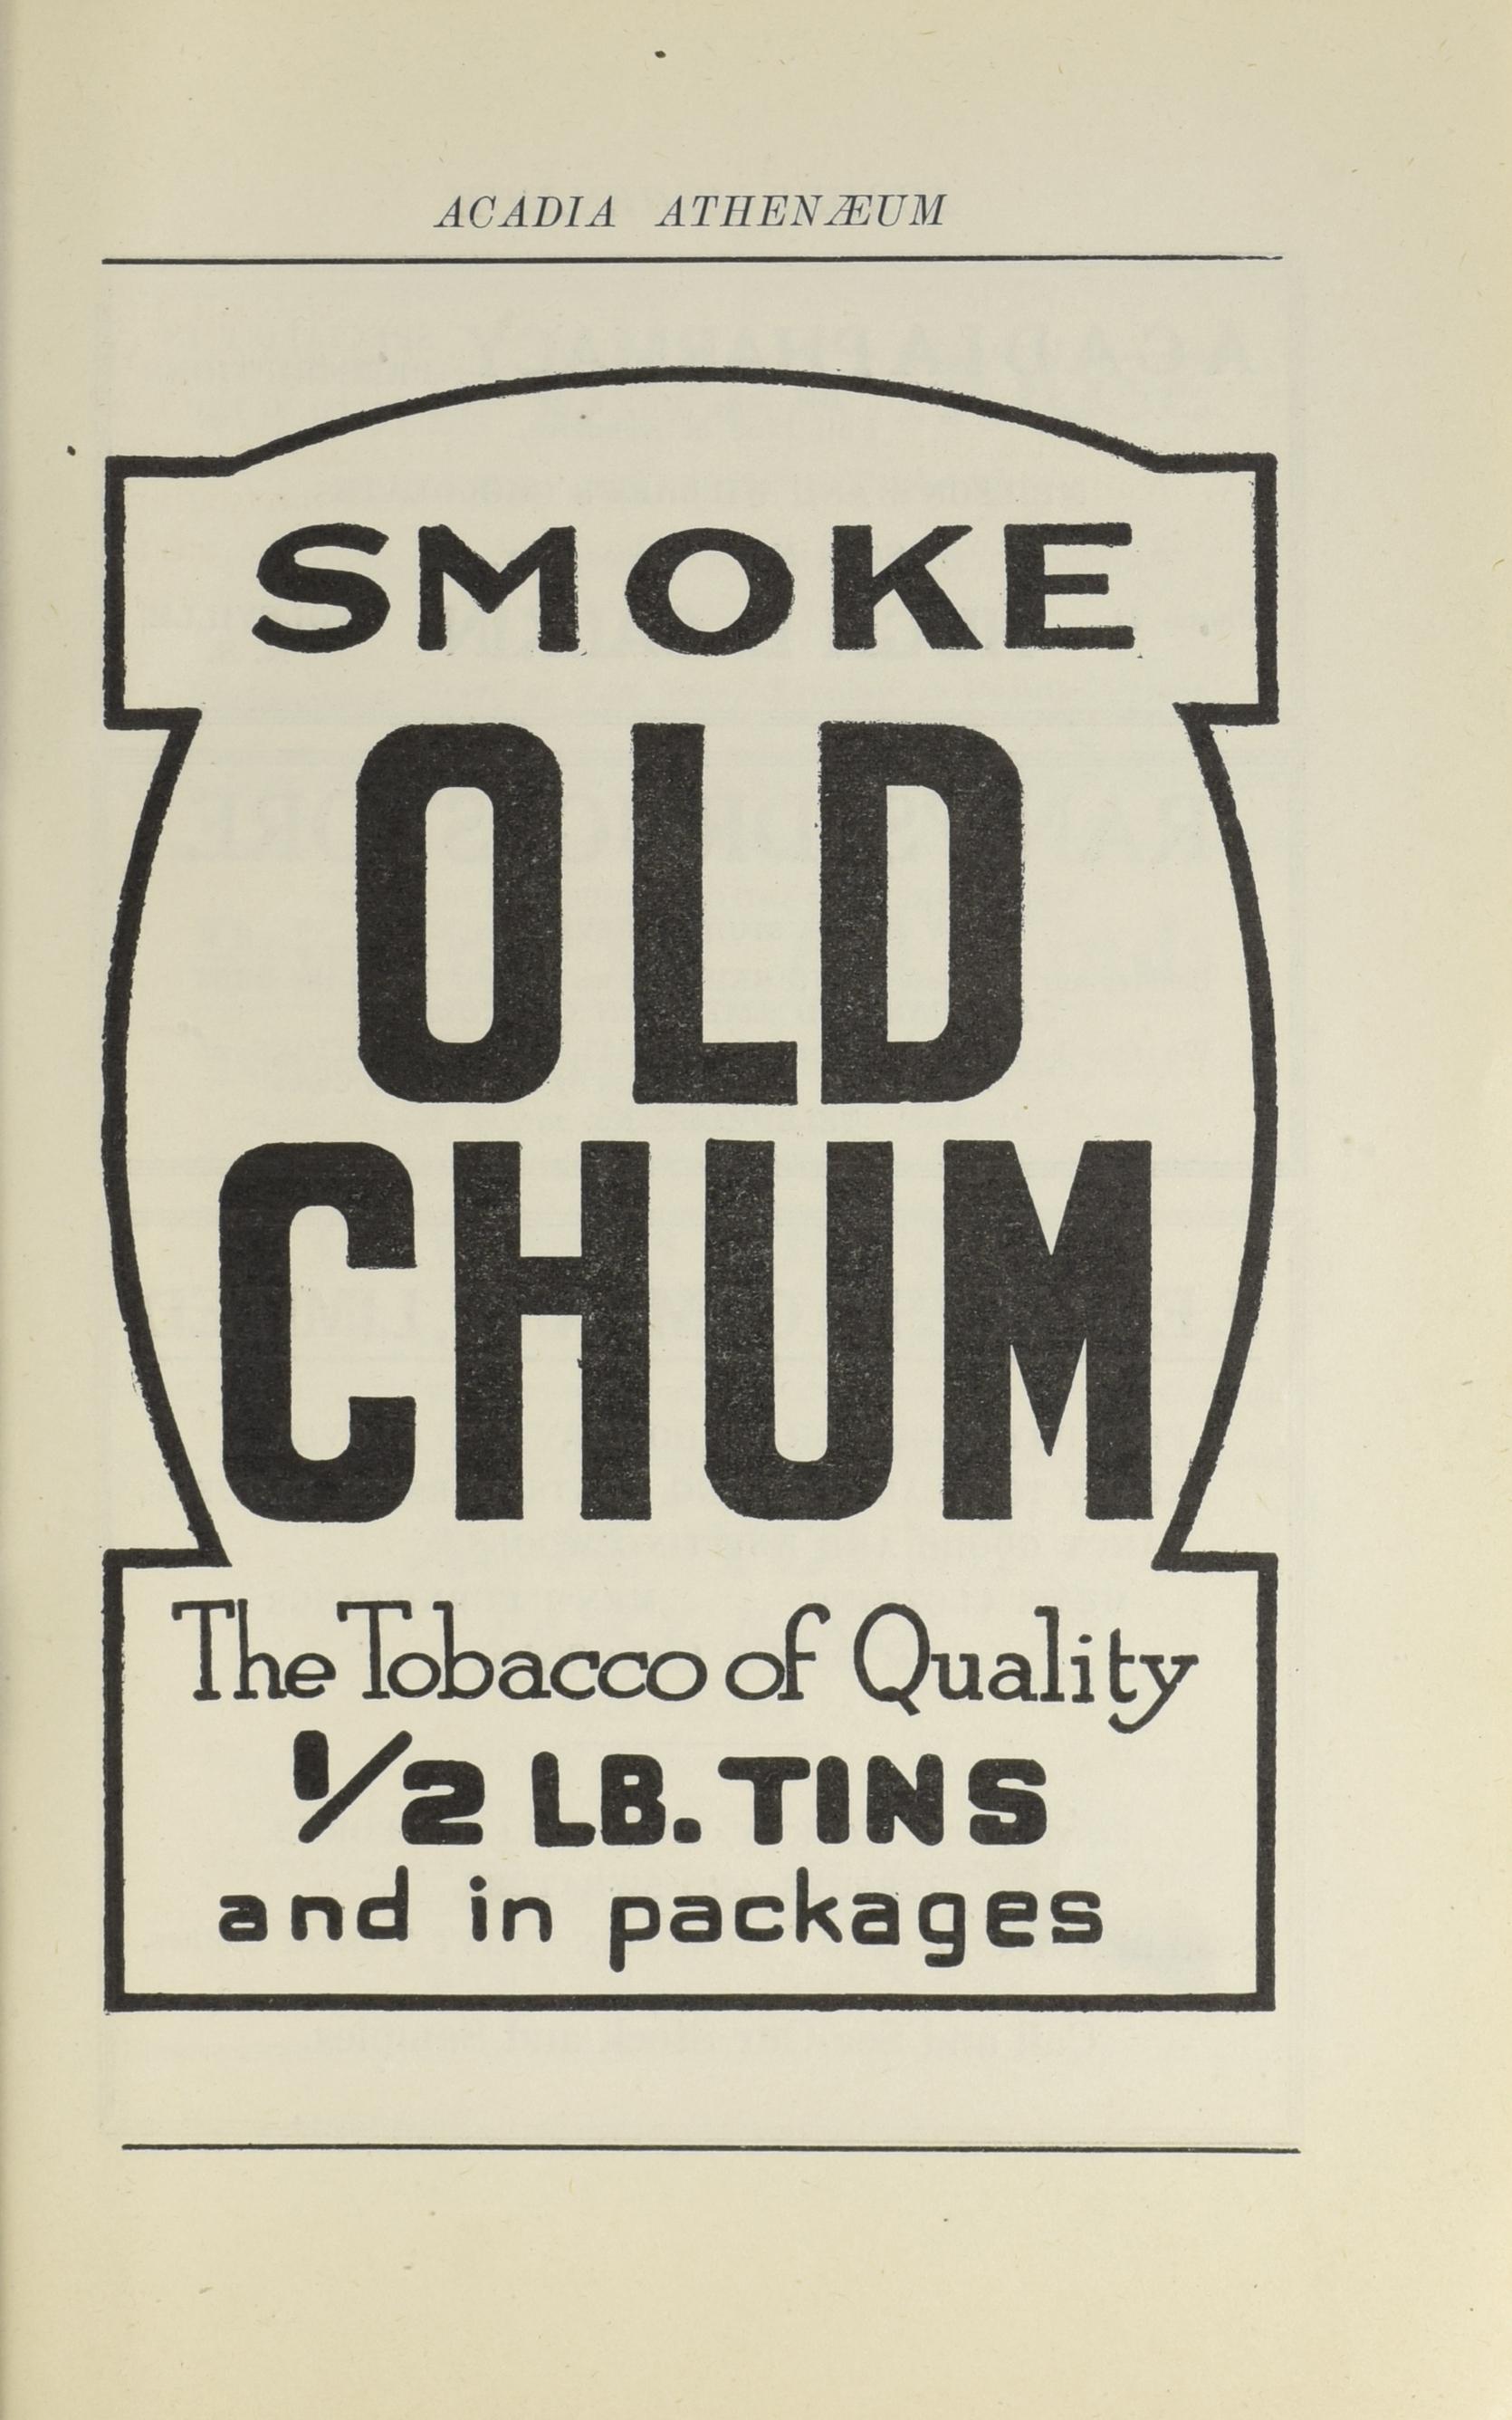 ACADIA ATHENÆUM
SMOKE
OLD
CHUM
The Tobacco of Quality
1/2 LB. TINS
and in packages